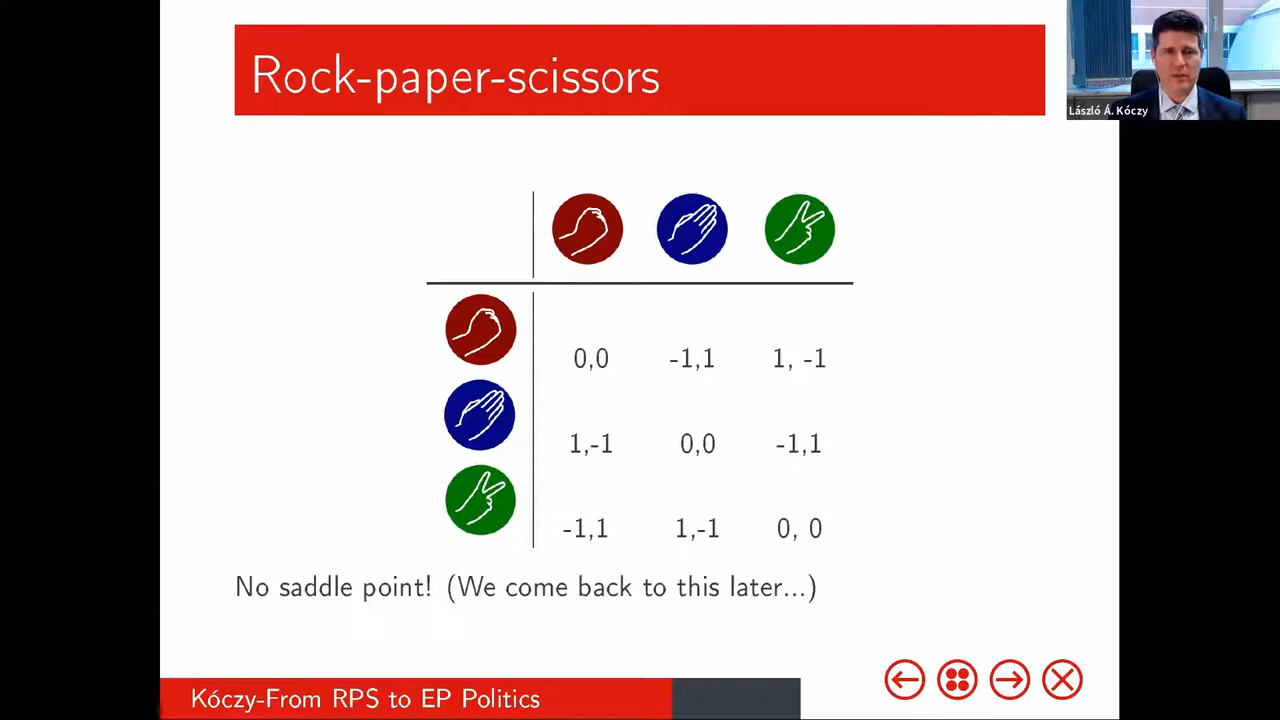 Rock-paper-scissors
László Á. Kóczy
0,0 -1,1 1, -1
1,-1 0,0 -1,1
-1,1 1,-1 0, 0
No saddle point! (We come back to this later...)
Kóczy-From RPS to EP Politics